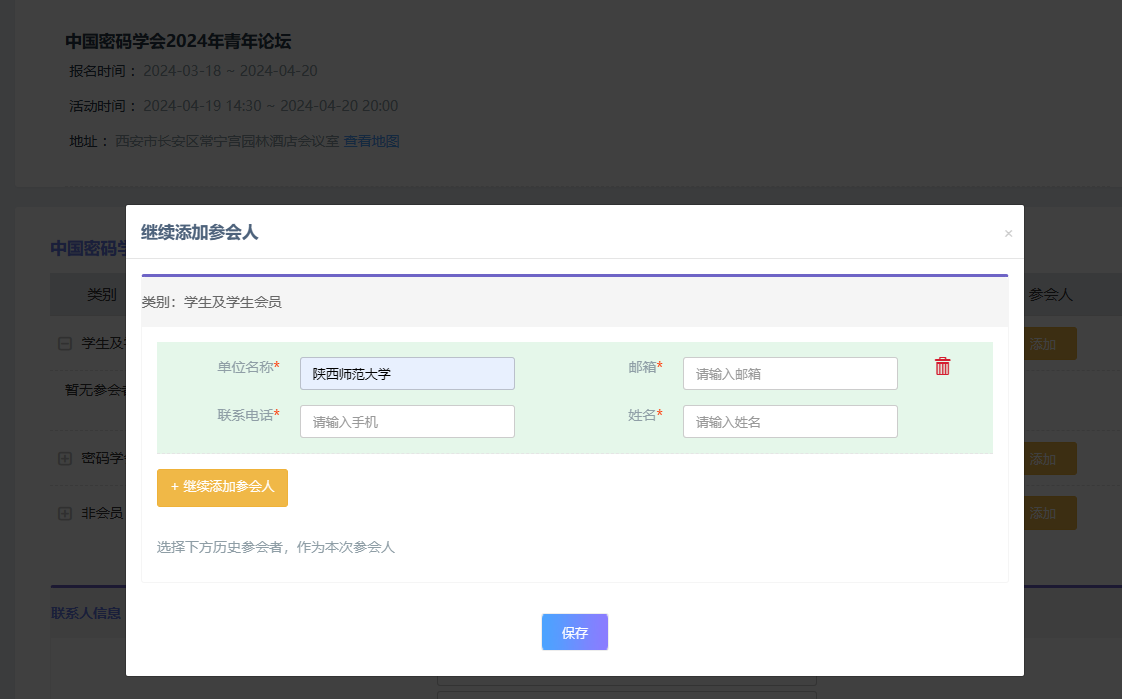 中国密码学会2024年青年论坛
报名时间 : 2024-03-18 ~ 2024-04-20
活动时间 : 2024-04-19 14:30 ~ 2024-04-20 20:00
地址 : 西安市长安区常宁宫园林酒店会议室 查看地图
继续添加参会人 ×
中国密码学
类别 参会人
类别：学生及学生会员
学生及 添加
单位名称* 陕西师范大学 邮箱* 请输入邮箱
暂无参会者
联系电话* 请输入手机 姓名* 请输入姓名
密码学 添加
+ 继续添加参会人
非会员 添加
选择下方历史参会者，作为本次参会人
联系人信息
保存